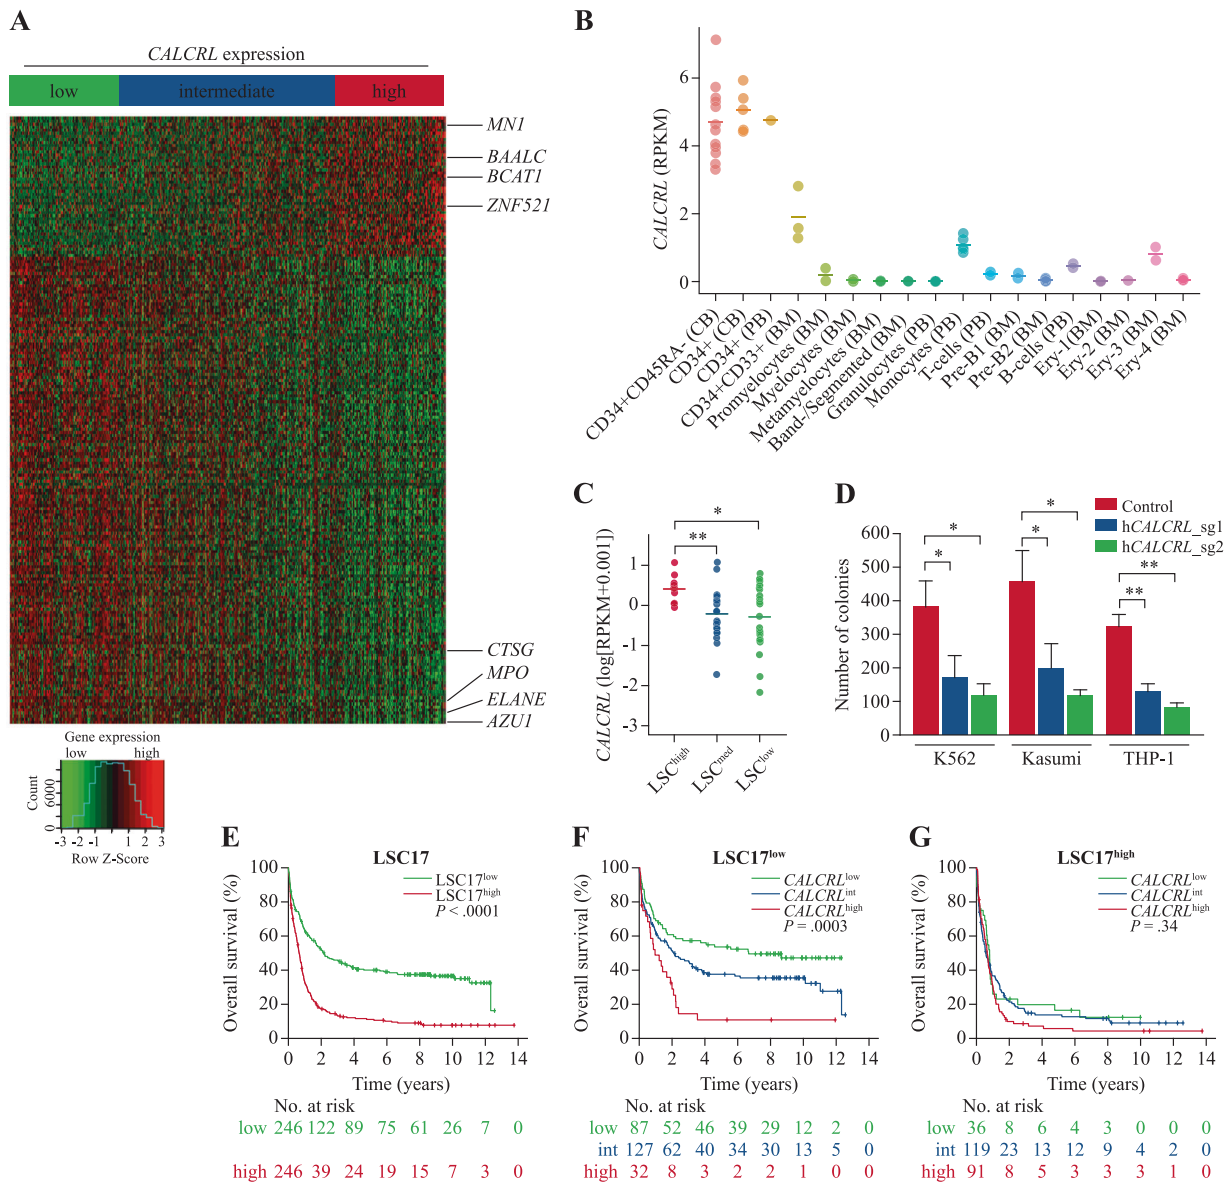 A
CALCRL expression
low intermediate high
MN1
BAALC
BCAT1
ZNF521
CTSG
MPO
ELANE
AZU1
Gene expression
low high
Count
0 6000
-3 -2 -1 0 1 2 3
Row Z-Score
B
CALCRL (RPKM)
6
4
2
0
CD34+CD45RA- (CB)
CD34+ (CB)
CD34+ (PB)
CD34+CD33+ (BM)
Promyelocytes (BM)
Myelocytes (BM)
Metamyelocytes (BM)
Band-/Segmented (BM)
Granulocytes (PB)
Monocytes (PB)
T-cells (PB)
Pre-B1 (BM)
Pre-B2 (BM)
B-cells (PB)
Ery-1(BM)
Ery-2 (BM)
Ery-3 (BM)
Ery-4 (BM)
C
CALCRL (log[RPKM+0.001])
*
**
1
0
-1
-2
-3
LSChigh
LSCmed
LSClow
D
Control
hCALCRL_sg1
hCALCRL_sg2
Number of colonies
600
500
400
300
200
100
0
* * * * ** **
K562 Kasumi THP-1
E
LSC17
LSC17low
LSC17high
P < .0001
Overall survival (%)
100
80
60
40
20
0
0 2 4 6 8 10 12 14
Time (years)
No. at risk
low 246 122 89 75 61 26 7 0
high 246 39 24 19 15 7 3 0
F
LSC17low
CALCRLlow
CALCRLint
CALCRLhigh
P = .0003
Overall survival (%)
100
80
60
40
20
0
0 2 4 6 8 10 12 14
Time (years)
No. at risk
low 87 52 46 39 29 12 2 0
int 127 62 40 34 30 13 5 0
high 32 8 3 2 2 1 0 0
G
LSC17high
CALCRLlow
CALCRLint
CALCRLhigh
P = .34
Overall survival (%)
100
80
60
40
20
0
0 2 4 6 8 10 12 14
Time (years)
No. at risk
low 36 8 6 4 3 0 0 0
int 119 23 13 12 9 4 2 0
high 91 8 5 3 3 3 1 0